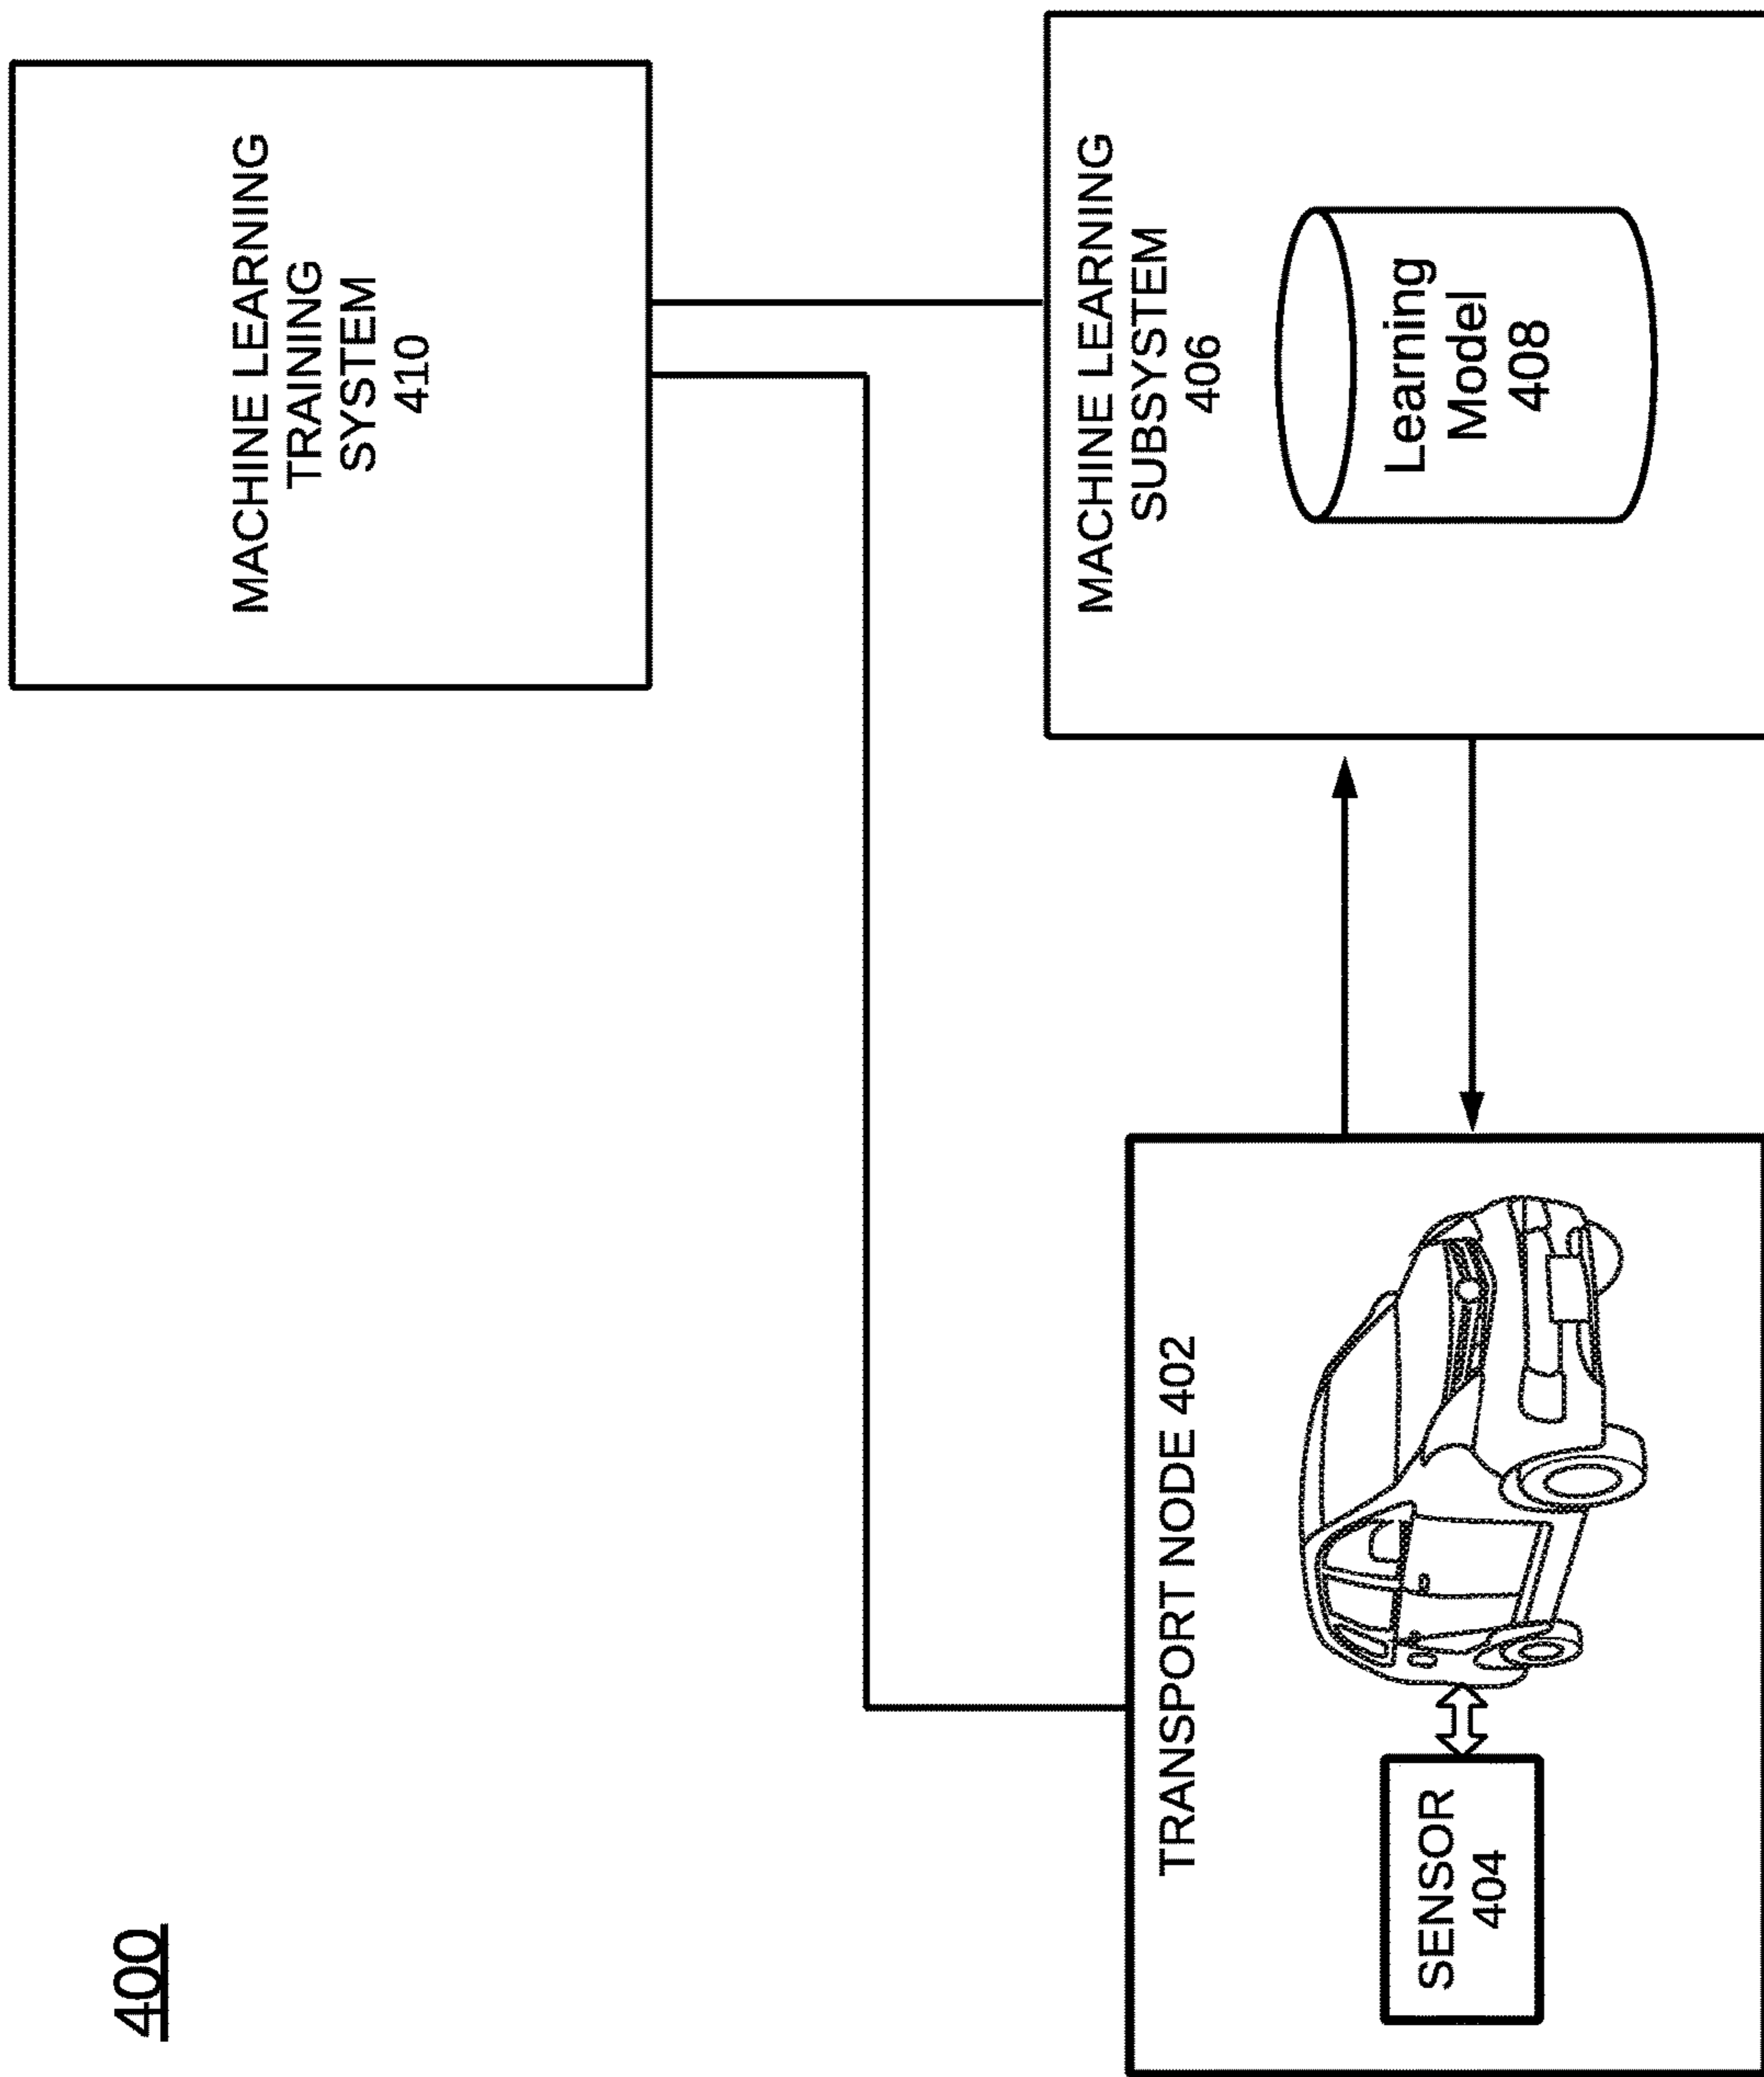 400
MACHINE LEARNING
TRAINING
SYSTEM
410
TRANSPORT NODE 402
SENSOR
404
MACHINE LEARNING
SUBSYSTEM
406
Learning
Model
408